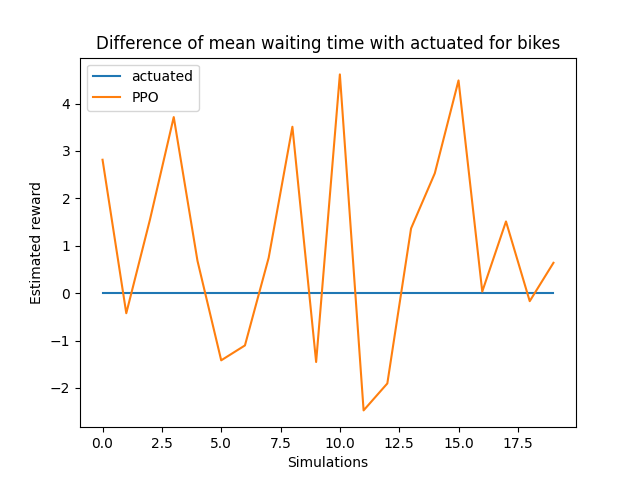 Difference of mean waiting time with actuated for bikes
actuated
PPO
Estimated reward
4
3
2
1
0
−1
−2
0.0 2.5 5.0 7.5 10.0 12.5 15.0 17.5
Simulations